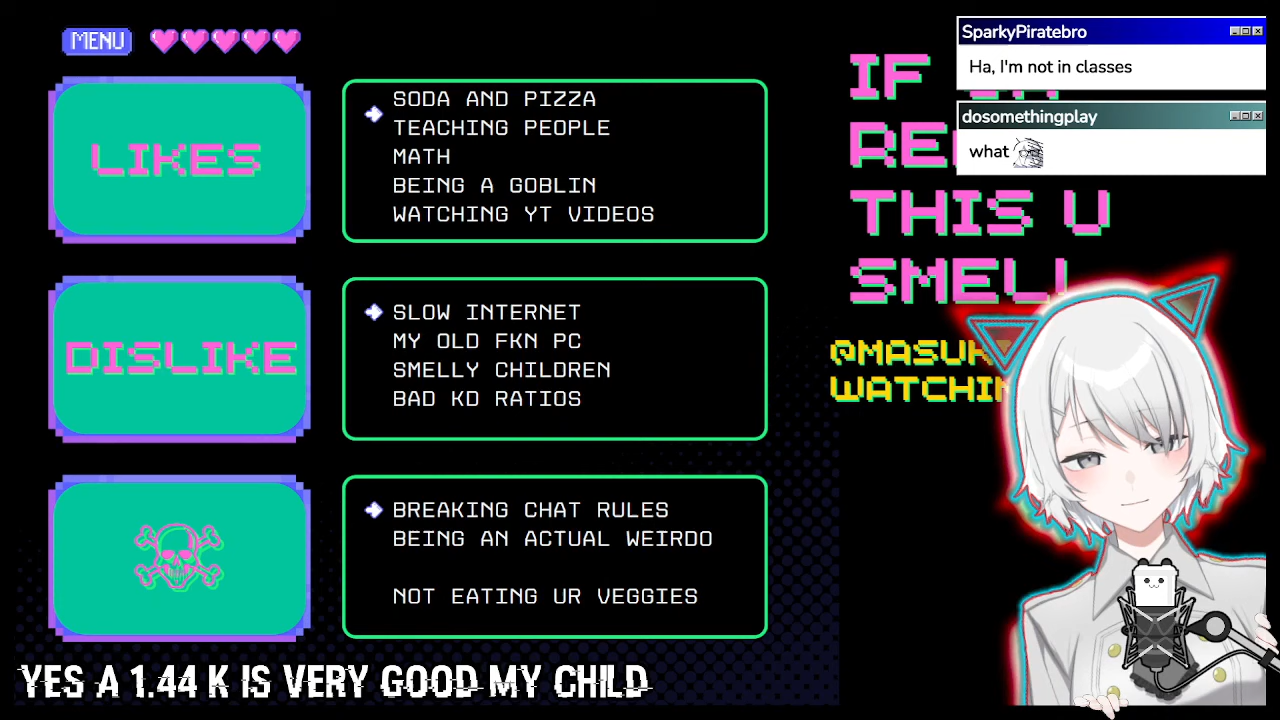 MENU
LIKES
SODA AND PIZZA
TEACHING PEOPLE
MATH
BEING A GOBLIN
WATCHING YT VIDEOS
DISLIKE
SLOW INTERNET
MY OLD FKN PC
SMELLY CHILDREN
BAD KD RATIOS
BREAKING CHAT RULES
BEING AN ACTUAL WEIRDO
NOT EATING UR VEGGIES
YES A 1.44 K IS VERY GOOD MY CHILD
IF
THIS U
SMELL
SparkyPiratebro
Ha, I'm not in classes
dosomethingplay
what